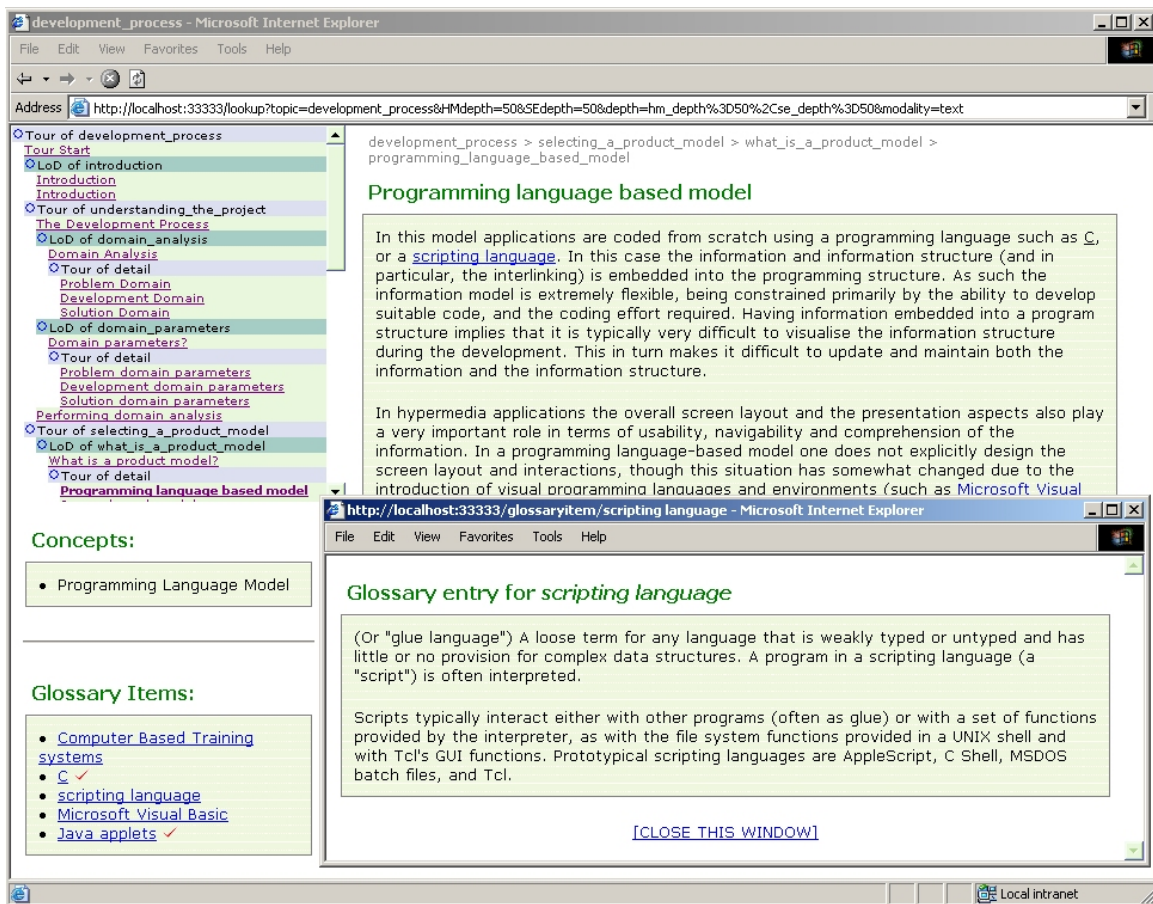 development_process - Microsoft Internet Explorer
File Edit View Favorites Tools Help
Address http://localhost:33333/lookup?topic=development_process&HMdepth=50&SEdepth=50&depth=hm_depth%3D50%2Cse_depth%3D50&modality=text
Tour of development_process
Tour Start
LoD of introduction
Introduction
Introduction
Tour of understanding_the_project
The Development Process
LoD of domain_analysis
Domain Analysis
Tour of detail
Problem Domain
Development Domain
Solution Domain
LoD of domain_parameters
Domain parameters?
Tour of detail
Problem domain parameters
Development domain parameters
Solution domain parameters
Performing domain analysis
Tour of selecting_a_product_model
LoD of what_is_a_product_model
What is a product model?
Tour of detail
Programming language based model
Concepts:
• Programming Language Model
Glossary Items:
• Computer Based Training
systems
• C ✓
• scripting language
• Microsoft Visual Basic
• Java applets ✓
development_process > selecting_a_product_model > what_is_a_product_model >
programming_language_based_model
Programming language based model
In this model applications are coded from scratch using a programming language such as C,
or a scripting language. In this case the information and information structure (and in
particular, the interlinking) is embedded into the programming structure. As such the
information model is extremely flexible, being constrained primarily by the ability to develop
suitable code, and the coding effort required. Having information embedded into a program
structure implies that it is typically very difficult to visualise the information structure
during the development. This in turn makes it difficult to update and maintain both the
information and the information structure.
In hypermedia applications the overall screen layout and the presentation aspects also play
a very important role in terms of usability, navigability and comprehension of the
information. In a programming language-based model one does not explicitly design the
screen layout and interactions, though this situation has somewhat changed due to the
introduction of visual programming languages and environments (such as Microsoft Visual
http://localhost:33333/glossaryitem/scripting language - Microsoft Internet Explorer
File Edit View Favorites Tools Help
Glossary entry for scripting language
(Or "glue language") A loose term for any language that is weakly typed or untyped and has
little or no provision for complex data structures. A program in a scripting language (a
"script") is often interpreted.
Scripts typically interact either with other programs (often as glue) or with a set of functions
provided by the interpreter, as with the file system functions provided in a UNIX shell and
with Tcl's GUI functions. Prototypical scripting languages are AppleScript, C Shell, MSDOS
batch files, and Tcl.
[CLOSE THIS WINDOW]
Local intranet